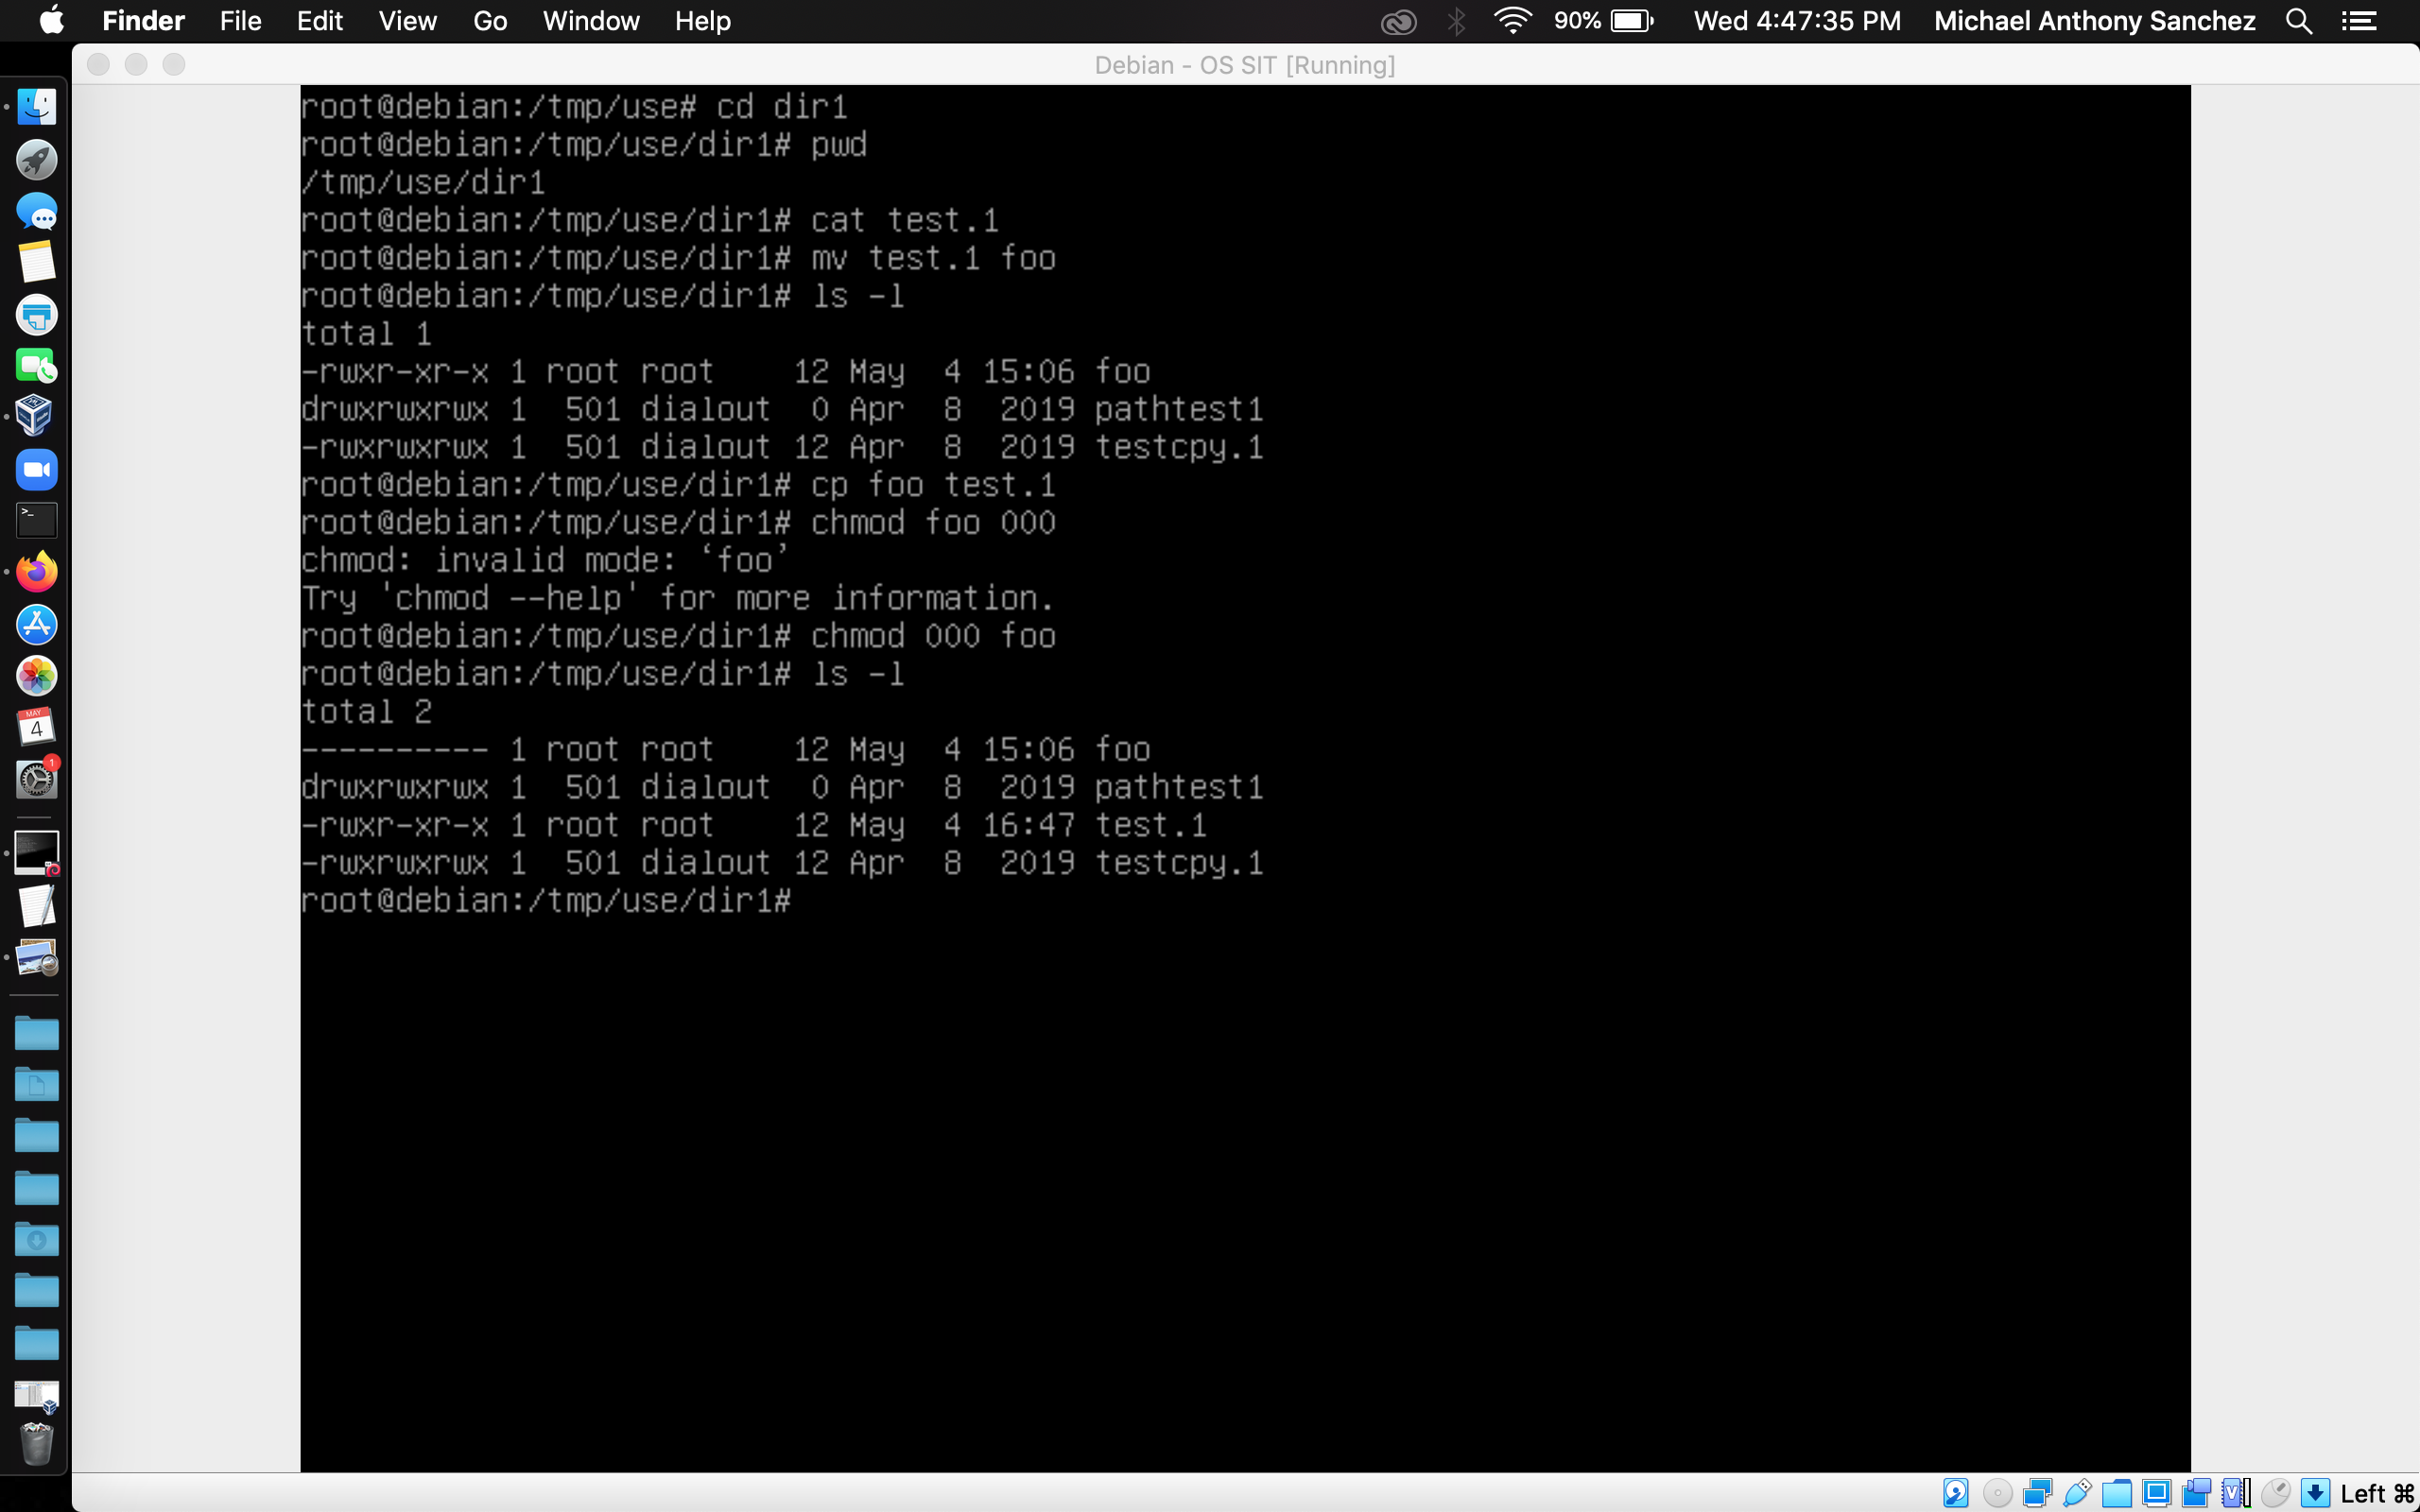 Finder File Edit View Go Window Help 90% Wed 4:47:35 PM Michael Anthony Sanchez
Debian - OS SIT [Running]
root@debian:/tmp/use# cd dir1
root@debian:/tmp/use/dir1# pwd
/tmp/use/dir1
root@debian:/tmp/use/dir1# cat test.1
root@debian:/tmp/use/dir1# mv test.1 foo
root@debian:/tmp/use/dir1# ls -l
total 1
-rwxr-xr-x 1 root root    12 May  4 15:06 foo
drwxrwxrwx 1  501 dialout  0 Apr  8  2019 pathtest1
-rwxrwxrwx 1  501 dialout 12 Apr  8  2019 testcpy.1
root@debian:/tmp/use/dir1# cp foo test.1
root@debian:/tmp/use/dir1# chmod foo 000
chmod: invalid mode: ‘foo’
Try 'chmod --help' for more information.
root@debian:/tmp/use/dir1# chmod 000 foo
root@debian:/tmp/use/dir1# ls -l
total 2
---------- 1 root root    12 May  4 15:06 foo
drwxrwxrwx 1  501 dialout  0 Apr  8  2019 pathtest1
-rwxr-xr-x 1 root root    12 May  4 16:47 test.1
-rwxrwxrwx 1  501 dialout 12 Apr  8  2019 testcpy.1
root@debian:/tmp/use/dir1#
MAY
4
1
Left ⌘